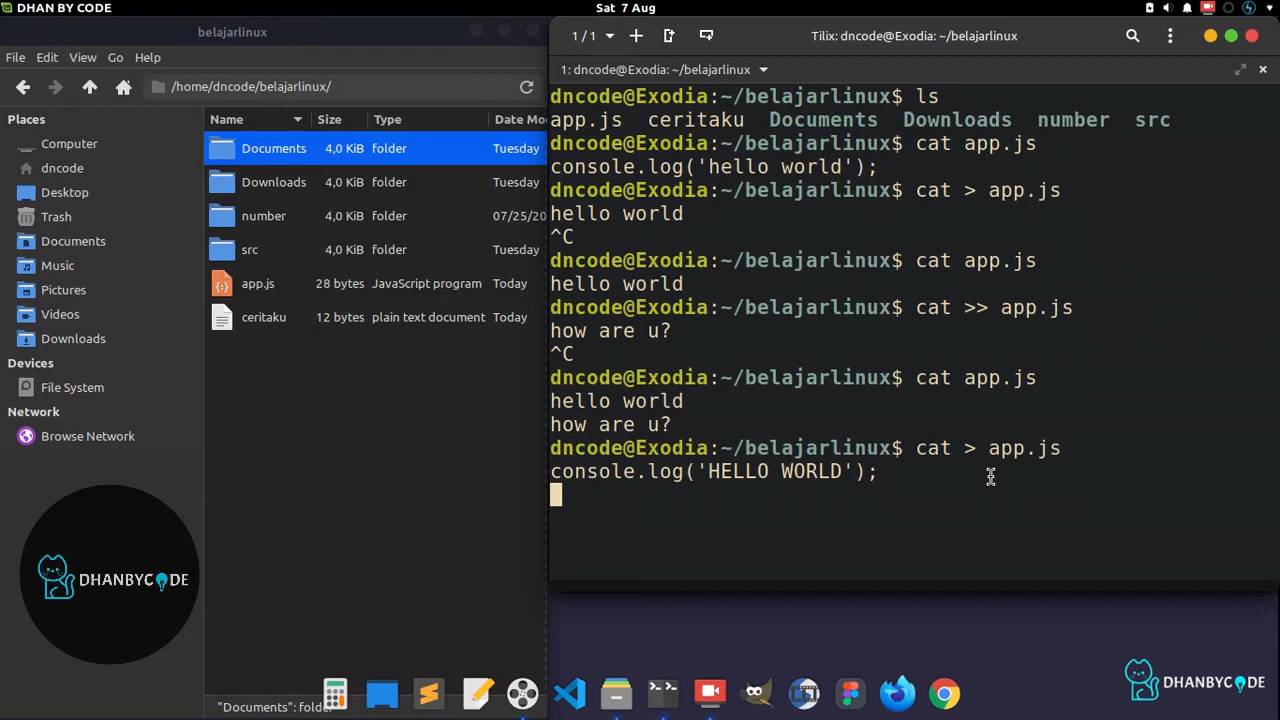 DHAN BY CODE
Sat 7 Aug
belajarlinux
File Edit View Go Help
/home/dncode/belajarlinux/
Places
Computer
dncode
Desktop
Trash
Documents
Music
Pictures
Videos
Downloads
Devices
File System
Network
Browse Network
DHANBYCODE
Name Size Type Date Mod
Documents 4,0 KiB folder Tuesday
Downloads 4,0 KiB folder Tuesday
number 4,0 KiB folder 07/25/20
src 4,0 KiB folder Tuesday
app.js 28 bytes JavaScript program Today
ceritaku 12 bytes plain text document Today
"Documents": folder
1 / 1
Tilix: dncode@Exodia: ~/belajarlinux
1: dncode@Exodia: ~/belajarlinux
dncode@Exodia:~/belajarlinux$ ls
app.js ceritaku Documents Downloads number src
dncode@Exodia:~/belajarlinux$ cat app.js
console.log('hello world');
dncode@Exodia:~/belajarlinux$ cat > app.js
hello world
^C
dncode@Exodia:~/belajarlinux$ cat app.js
hello world
dncode@Exodia:~/belajarlinux$ cat >> app.js
how are u?
^C
dncode@Exodia:~/belajarlinux$ cat app.js
hello world
how are u?
dncode@Exodia:~/belajarlinux$ cat > app.js
console.log('HELLO WORLD');
DHANBYCODE